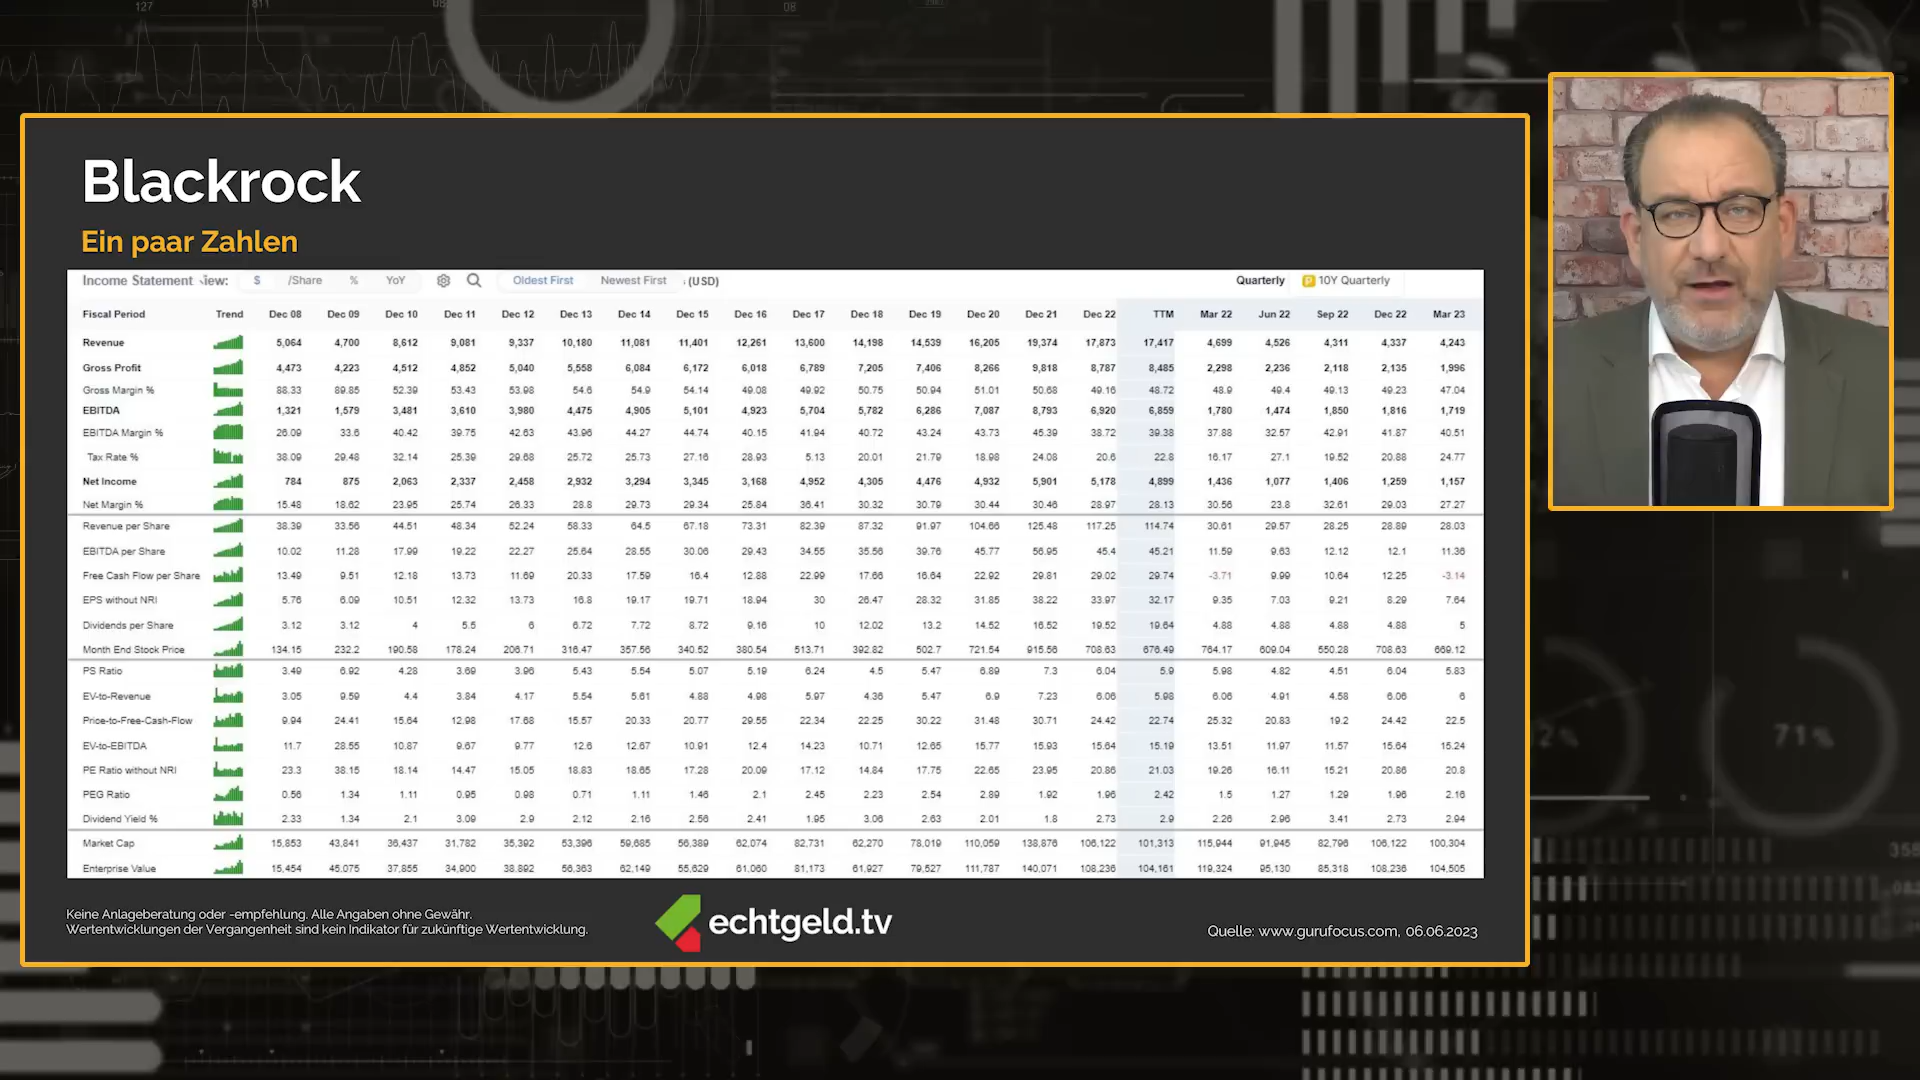 Blackrock
Ein paar Zahlen
Income Statement View: $ /Share % YoY Oldest First Newest First (USD) Quarterly P 10Y Quarterly
Fiscal Period Trend Dec 08 Dec 09 Dec 10 Dec 11 Dec 12 Dec 13 Dec 14 Dec 15 Dec 16 Dec 17 Dec 18 Dec 19 Dec 20 Dec 21 Dec 22 TTM Mar 22 Jun 22 Sep 22 Dec 22 Mar 23
Revenue 5,064 4,700 8,612 9,081 9,337 10,180 11,081 11,401 12,261 13,600 14,198 14,539 16,205 19,374 17,873 17,417 4,699 4,526 4,311 4,337 4,243
Gross Profit 4,473 4,223 4,512 4,852 5,040 5,558 6,084 6,172 6,018 6,789 7,205 7,406 8,266 9,818 8,787 8,485 2,298 2,236 2,118 2,135 1,996
Gross Margin % 88.33 89.85 52.39 53.43 53.98 54.6 54.9 54.14 49.08 49.92 50.75 50.94 51.01 50.68 49.16 48.72 48.9 49.4 49.13 49.23 47.04
EBITDA 1,321 1,579 3,481 3,610 3,980 4,475 4,905 5,101 4,923 5,704 5,782 6,286 7,087 8,793 6,920 6,859 1,780 1,474 1,850 1,816 1,719
EBITDA Margin % 26.09 33.6 40.42 39.75 42.63 43.96 44.27 44.74 40.15 41.94 40.72 43.24 43.73 45.39 38.72 39.38 37.88 32.57 42.91 41.87 40.51
Tax Rate % 38.09 29.48 32.14 25.39 29.68 25.72 25.73 27.16 28.93 5.13 20.01 21.79 18.98 24.08 20.6 22.8 16.17 27.1 19.52 20.88 24.77
Net Income 784 875 2,063 2,337 2,458 2,932 3,294 3,345 3,168 4,952 4,305 4,476 4,932 5,901 5,178 4,899 1,436 1,077 1,406 1,259 1,157
Net Margin % 15.48 18.62 23.95 25.74 26.33 28.8 29.73 29.34 25.84 36.41 30.32 30.79 30.44 30.46 28.97 28.13 30.56 23.8 32.61 29.03 27.27
Revenue per Share 38.39 33.56 44.51 48.34 52.24 58.33 64.5 67.18 73.31 82.39 87.32 91.97 104.66 125.48 117.25 114.74 30.61 29.57 28.25 28.89 28.03
EBITDA per Share 10.02 11.28 17.99 19.22 22.27 25.64 28.55 30.06 29.43 34.55 35.56 39.76 45.77 56.95 45.4 45.21 11.59 9.63 12.12 12.1 11.36
Free Cash Flow per Share 13.49 9.51 12.18 13.73 11.69 20.33 17.59 16.4 12.88 22.99 17.66 16.64 22.92 29.81 29.02 29.74 -3.71 9.99 10.64 12.25 -3.14
EPS without NRI 5.76 6.09 10.51 12.32 13.73 16.8 19.17 19.71 18.94 30 26.47 28.32 31.85 38.22 33.97 32.17 9.35 7.03 9.21 8.29 7.64
Dividends per Share 3.12 3.12 4 5.5 6 6.72 7.72 8.72 9.16 10 12.02 13.2 14.52 16.52 19.52 19.64 4.88 4.88 4.88 4.88 5
Month End Stock Price 134.15 232.2 190.58 178.24 206.71 316.47 357.56 340.52 380.54 513.71 392.82 502.7 721.54 915.56 708.63 676.49 764.17 609.04 550.28 708.63 669.12
PS Ratio 3.49 6.92 4.28 3.69 3.96 5.43 5.54 5.07 5.19 6.24 4.5 5.47 6.89 7.3 6.04 5.9 5.98 4.82 4.51 6.04 5.83
EV-to-Revenue 3.05 9.59 4.4 3.84 4.17 5.54 5.61 4.88 4.98 5.97 4.36 5.47 6.9 7.23 6.06 5.98 6.06 4.91 4.58 6.06 6
Price-to-Free-Cash-Flow 9.94 24.41 15.64 12.98 17.68 15.57 20.33 20.77 29.55 22.34 22.25 30.22 31.48 30.71 24.42 22.74 25.32 20.83 19.2 24.42 22.5
EV-to-EBITDA 11.7 28.55 10.87 9.67 9.77 12.6 12.67 10.91 12.4 14.23 10.71 12.65 15.77 15.93 15.64 15.19 13.51 11.97 11.57 15.64 15.24
PE Ratio without NRI 23.3 38.15 18.14 14.47 15.05 18.83 18.65 17.28 20.09 17.12 14.84 17.75 22.65 23.95 20.86 21.03 19.26 16.11 15.21 20.86 20.8
PEG Ratio 0.56 1.34 1.11 0.95 0.98 0.71 1.11 1.46 2.1 2.45 2.23 2.54 2.89 1.92 1.96 2.42 1.5 1.27 1.29 1.96 2.16
Dividend Yield % 2.33 1.34 2.1 3.09 2.9 2.12 2.16 2.56 2.41 1.95 3.06 2.63 2.01 1.8 2.73 2.9 2.26 2.96 3.41 2.73 2.94
Market Cap 15,853 43,841 36,437 31,782 35,392 53,396 59,685 56,389 62,074 82,731 62,270 78,019 110,059 138,876 106,122 101,313 115,944 91,945 82,796 106,122 100,304
Enterprise Value 15,454 45,075 37,855 34,900 38,892 56,363 62,149 55,629 61,060 81,173 61,927 79,527 111,787 140,071 108,236 104,161 119,324 95,130 85,318 108,236 104,505
Keine Anlageberatung oder -empfehlung. Alle Angaben ohne Gewähr.
Wertentwicklungen der Vergangenheit sind kein Indikator für zukünftige Wertentwicklung.
echtgeld.tv
Quelle: www.gurufocus.com, 06.06.2023
71%